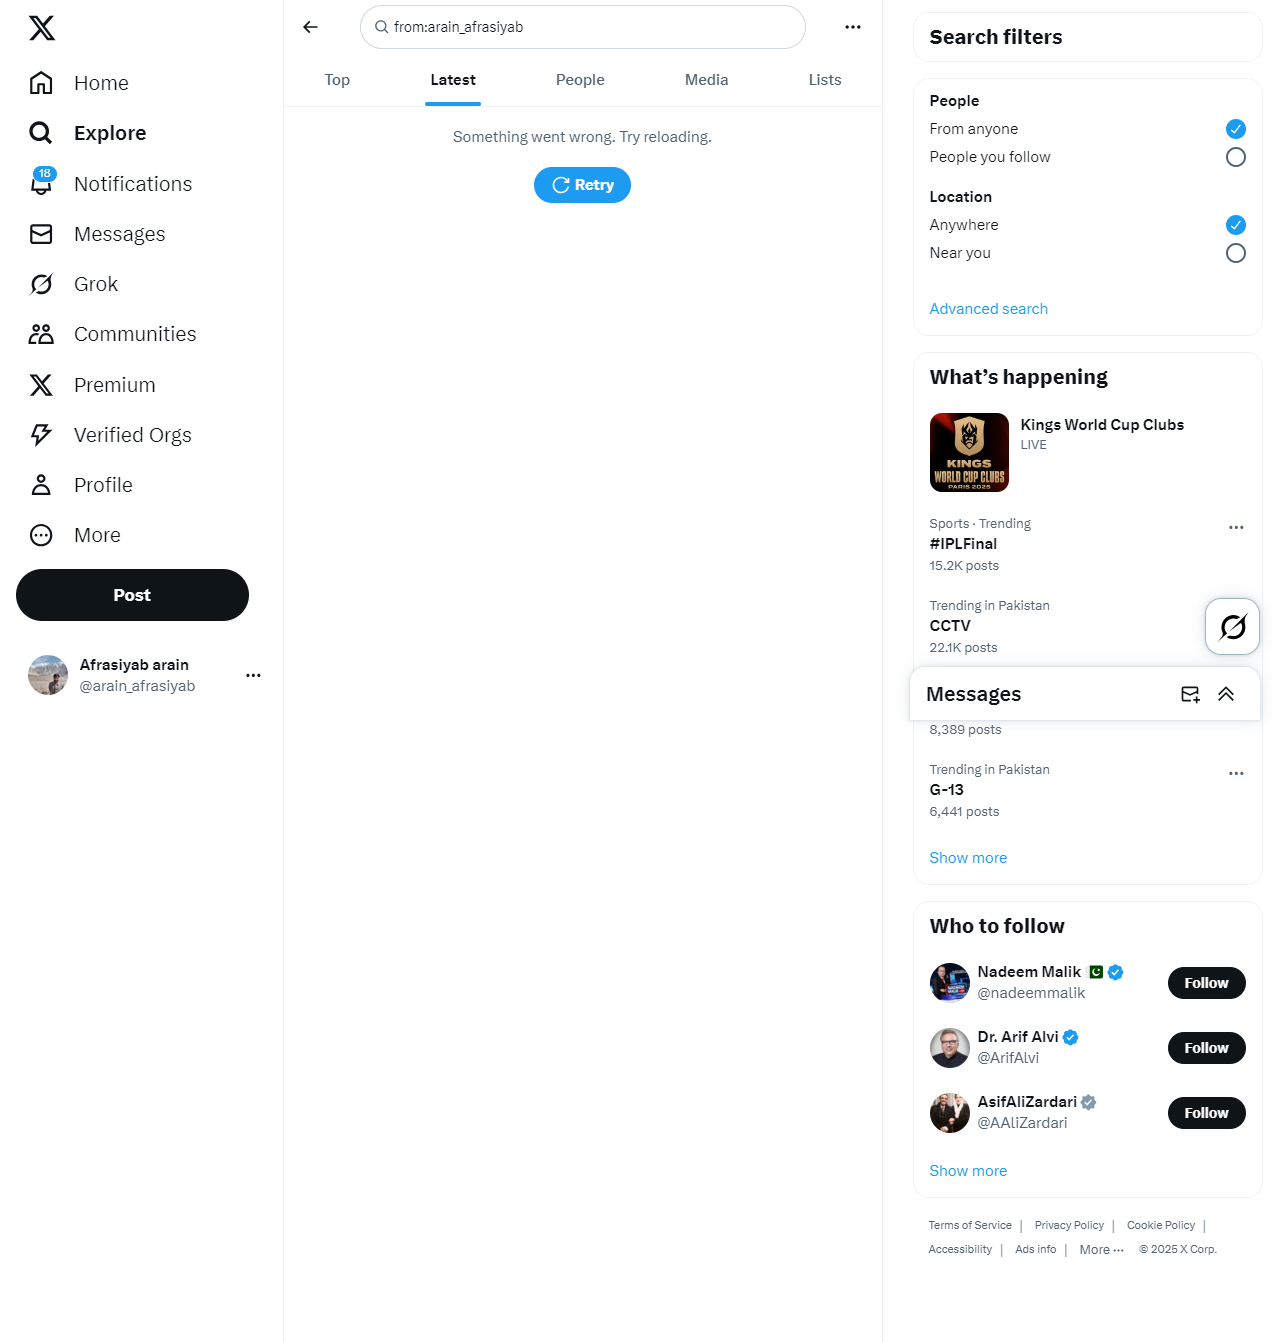 Home
Explore
18
Notifications
Messages
Grok
Communities
Premium
Verified Orgs
Profile
More
Post
Afrasiyab arain
@arain_afrasiyab
from:arain_afrasiyab
Top
Latest
People
Media
Lists
Something went wrong. Try reloading.
Retry
Search filters
People
From anyone
People you follow
Location
Anywhere
Near you
Advanced search
What’s happening
KINGS
WORLD CUP CLUBS
PARIS 2025
Kings World Cup Clubs
LIVE
Sports · Trending
#IPLFinal
15.2K posts
Trending in Pakistan
CCTV
22.1K posts
Messages
8,389 posts
Trending in Pakistan
G-13
6,441 posts
Show more
Who to follow
Nadeem Malik
@nadeemmalik
Follow
Dr. Arif Alvi
@ArifAlvi
Follow
AsifAliZardari
@AAliZardari
Follow
Show more
Terms of Service | Privacy Policy | Cookie Policy |
Accessibility | Ads info | More ··· © 2025 X Corp.